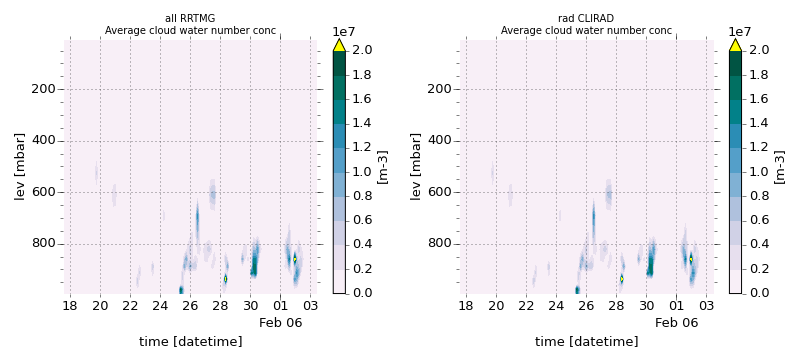 all RRTMG
Average cloud water number conc
1e7
2.0
1.8
1.6
1.4
1.2
1.0
0.8
0.6
0.4
0.2
0.0
[m-3]
lev [mbar]
200
400
600
800
18 20 22 24 26 28 30 01 03
Feb 06
time [datetime]
rad CLIRAD
Average cloud water number conc
1e7
2.0
1.8
1.6
1.4
1.2
1.0
0.8
0.6
0.4
0.2
0.0
[m-3]
lev [mbar]
200
400
600
800
18 20 22 24 26 28 30 01 03
Feb 06
time [datetime]